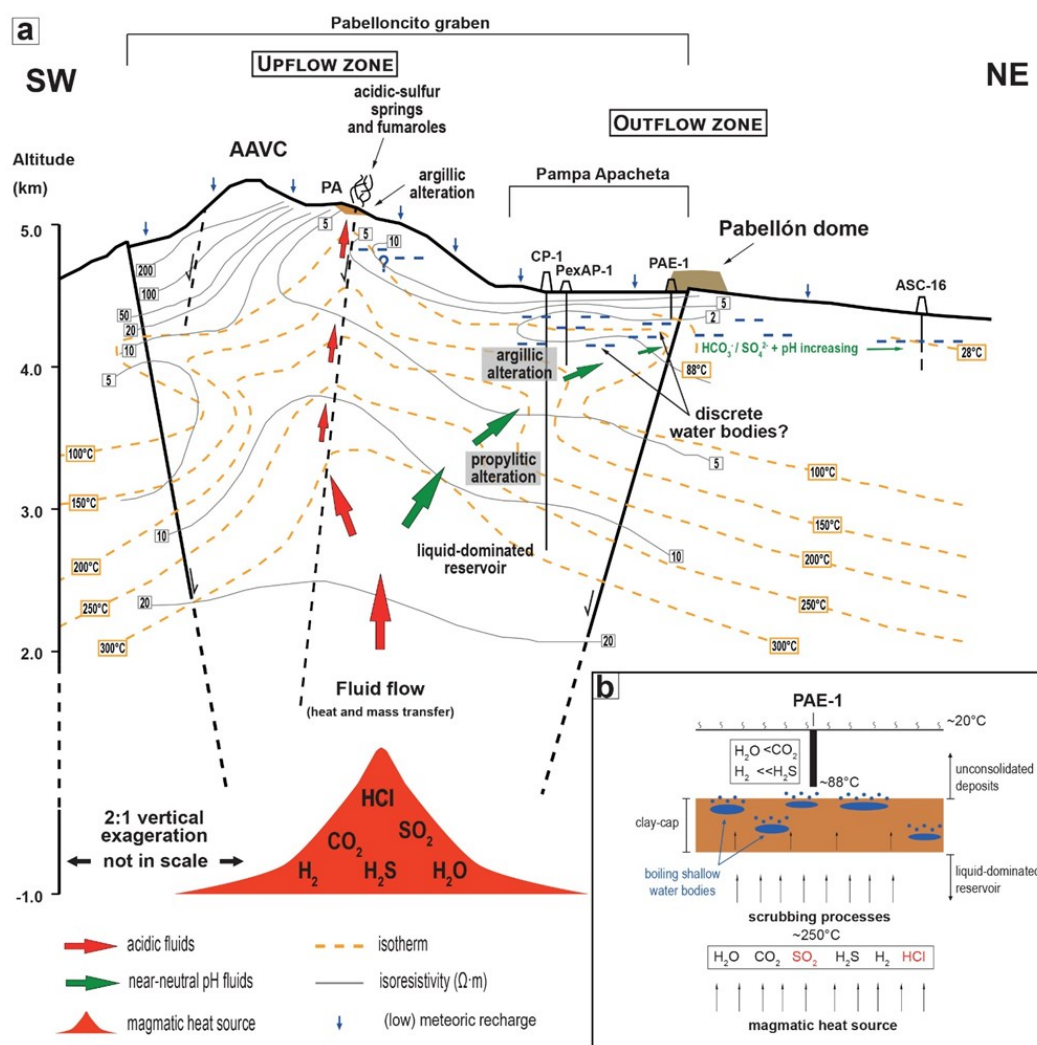 a
Pabelloncito graben
SW
UPFLOW ZONE
NE
acidic-sulfur
springs
and fumaroles
OUTFLOW ZONE
AAVC
Altitude
(km)
PA
argillic
alteration
Pampa Apacheta
5.0
4.0
3.0
2.0
-1.0
Pabellón dome
CP-1
PexAP-1
PAE-1
ASC-16
200
100
50
20
10
5
5
5
10
?
5
2
HCO₃⁻/ SO₄²⁻ + pH increasing
28°C
88°C
argillic
alteration
discrete
water bodies?
propylitic
alteration
5
100°C
150°C
200°C
250°C
300°C
100°C
150°C
200°C
250°C
300°C
10
10
20
20
liquid-dominated
reservoir
Fluid flow
(heat and mass transfer)
2:1 vertical
exageration
not in scale
HCl
CO₂ SO₂
H₂ H₂S H₂O
acidic fluids
near-neutral pH fluids
magmatic heat source
isotherm
isoresistivity (Ω·m)
(low) meteoric recharge
b
PAE-1
~20°C
H₂O <CO₂
H₂ <<H₂S
~88°C
unconsolidated
deposits
clay-cap
boiling shallow
water bodies
liquid-dominated
reservoir
scrubbing processes
~250°C
H₂O CO₂ SO₂ H₂S H₂ HCl
magmatic heat source